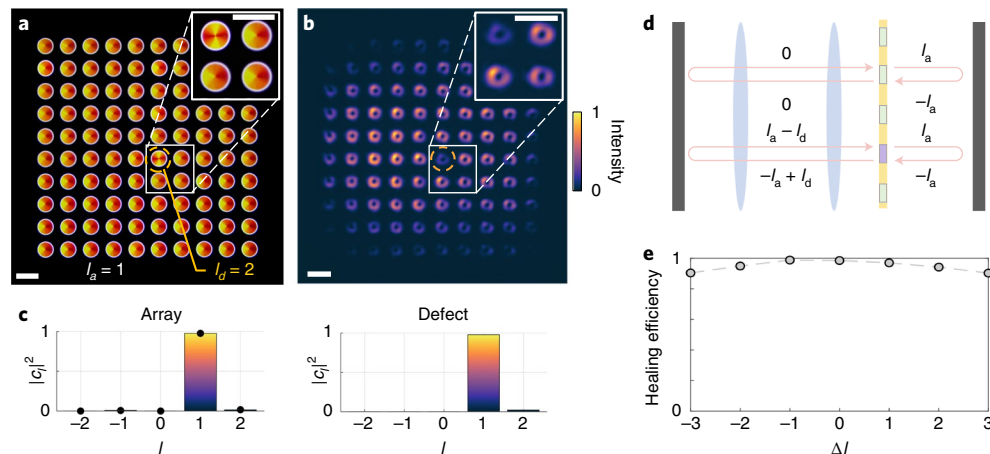 a
l_a = 1
l_d = 2
b
1
0
Intensity
c
Array
|c_l|²
1
0
−2 −1 0 1 2
l
Defect
|c_l|²
1
0
−2 −1 0 1 2
l
d
0
l_a
0
−l_a
l_a − l_d
l_a
−l_a + l_d
−l_a
e
Healing efficiency
1
0
−3 −2 −1 0 1 2 3
Δl